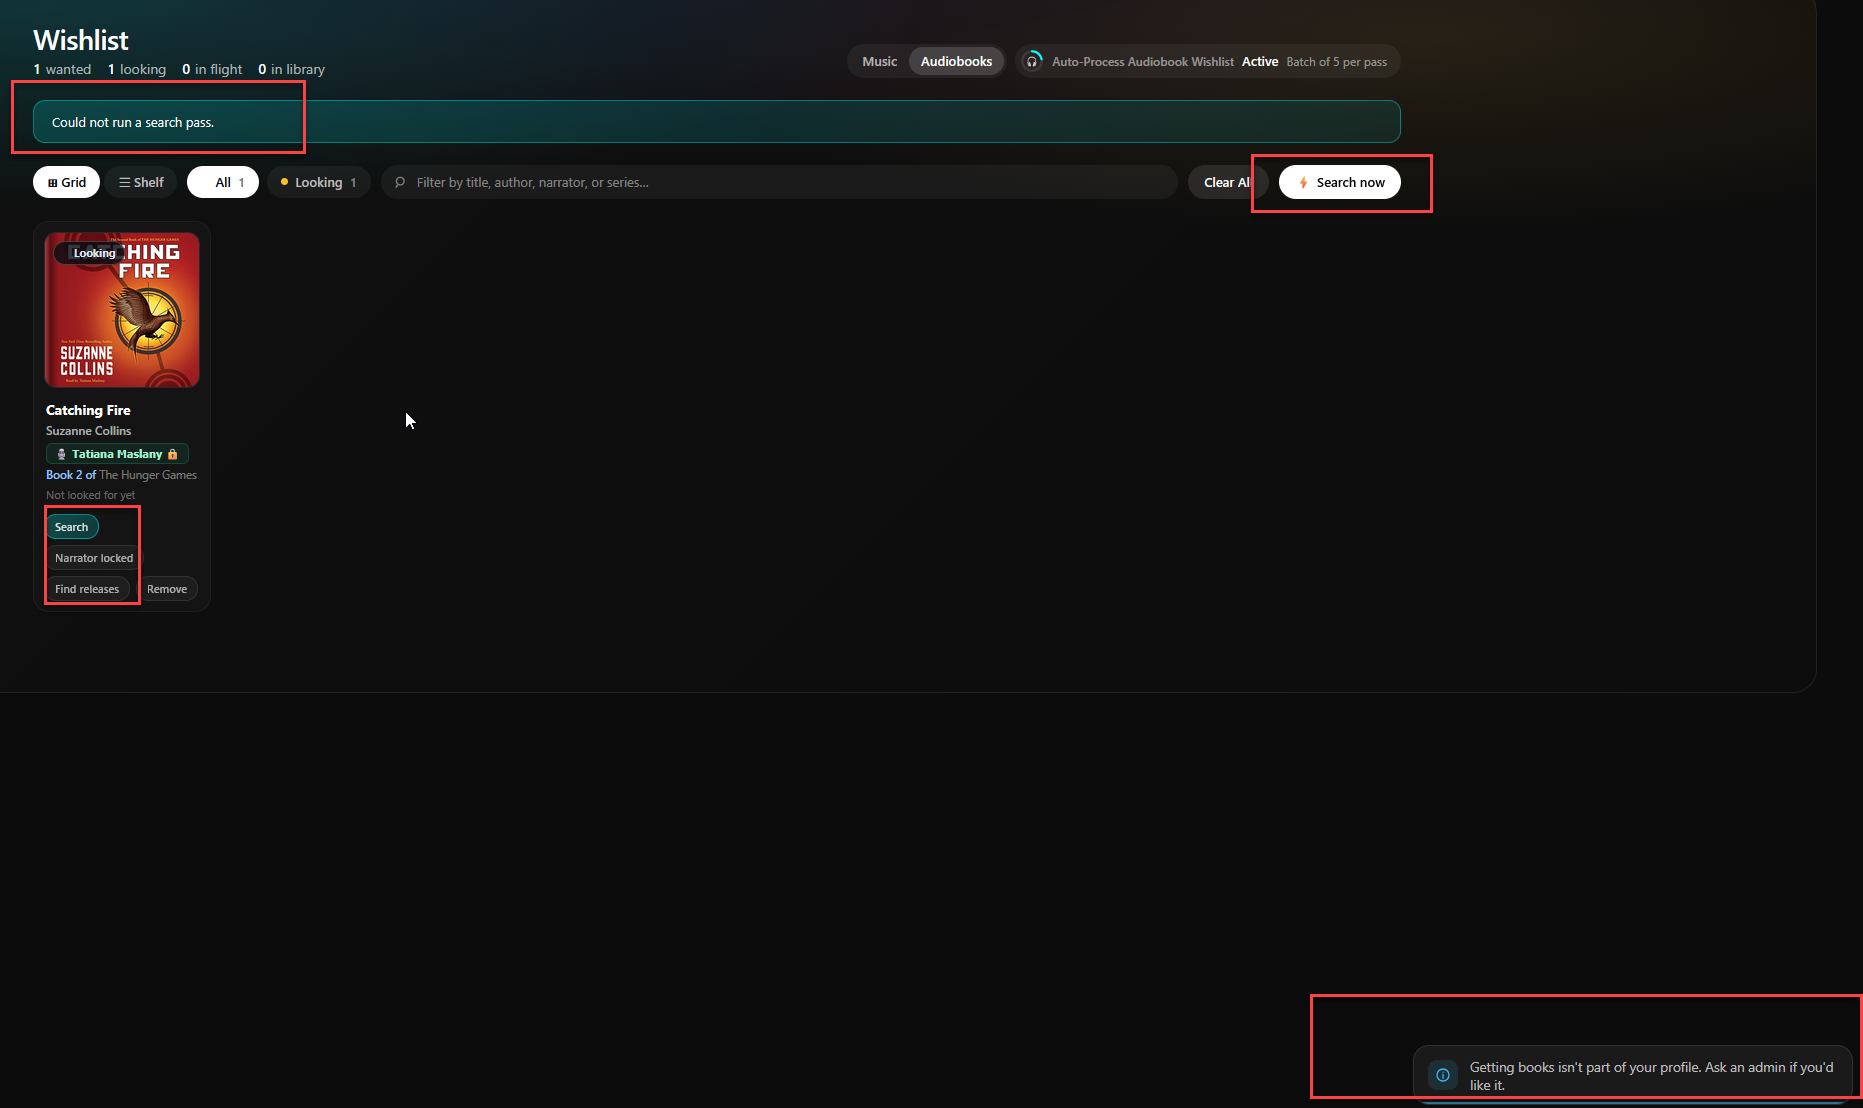 Wishlist
1 wanted 1 looking 0 in flight 0 in library
Music Audiobooks Auto-Process Audiobook Wishlist Active Batch of 5 per pass
Could not run a search pass.
Grid Shelf All 1 Looking 1 Filter by title, author, narrator, or series... Clear All Search now
Looking
CATCHING
FIRE
SUZANNE
COLLINS
Catching Fire
Suzanne Collins
Tatiana Maslany
Book 2 of The Hunger Games
Not looked for yet
Search
Narrator locked
Find releases Remove
Getting books isn't part of your profile. Ask an admin if you'd
like it.